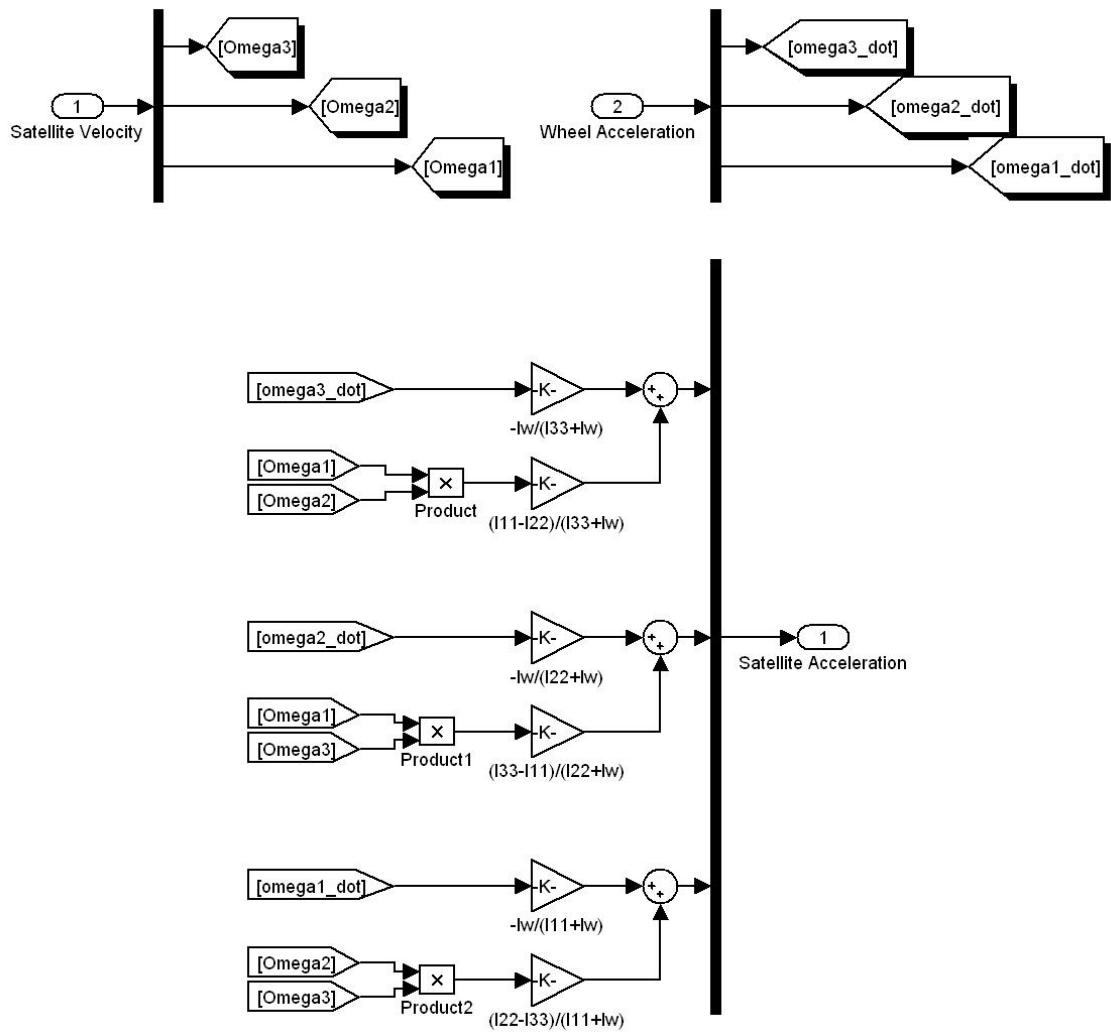 [Omega3]
[omega3_dot]
1
[Omega2]
2
[omega2_dot]
Satellite Velocity
Wheel Acceleration
[Omega1]
[omega1_dot]
[omega3_dot]
-K-
+
+
-Iw/(I33+Iw)
[Omega1]
×
-K-
[Omega2]
Product
(I11-I22)/(I33+Iw)
[omega2_dot]
-K-
+
+
1
-Iw/(I22+Iw)
Satellite Acceleration
[Omega1]
×
-K-
[Omega3]
Product1
(I33-I11)/(I22+Iw)
[omega1_dot]
-K-
+
+
-Iw/(I11+Iw)
[Omega2]
×
-K-
[Omega3]
Product2
(I22-I33)/(I11+Iw)